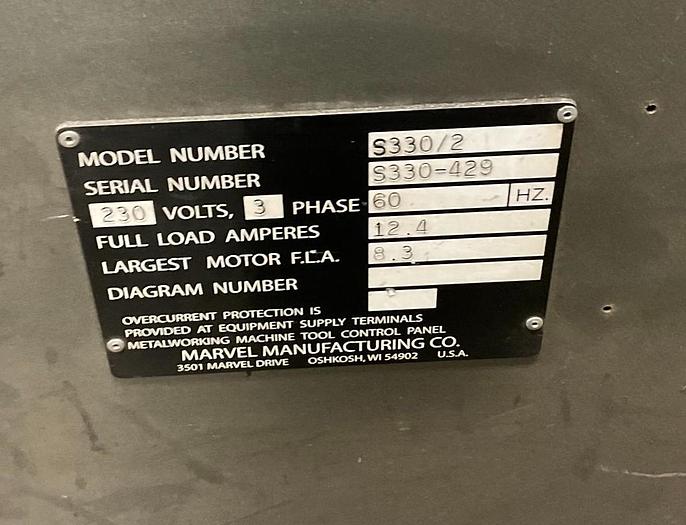 MODEL NUMBER S330/2
SERIAL NUMBER S330-429
230 VOLTS, 3 PHASE 60 HZ.
FULL LOAD AMPERES 12.4
LARGEST MOTOR F.L.A. 8.3
DIAGRAM NUMBER
OVERCURRENT PROTECTION IS
PROVIDED AT EQUIPMENT SUPPLY TERMINALS
METALWORKING MACHINE TOOL CONTROL PANEL
MARVEL MANUFACTURING CO.
3501 MARVEL DRIVE OSHKOSH, WI 54902 U.S.A.